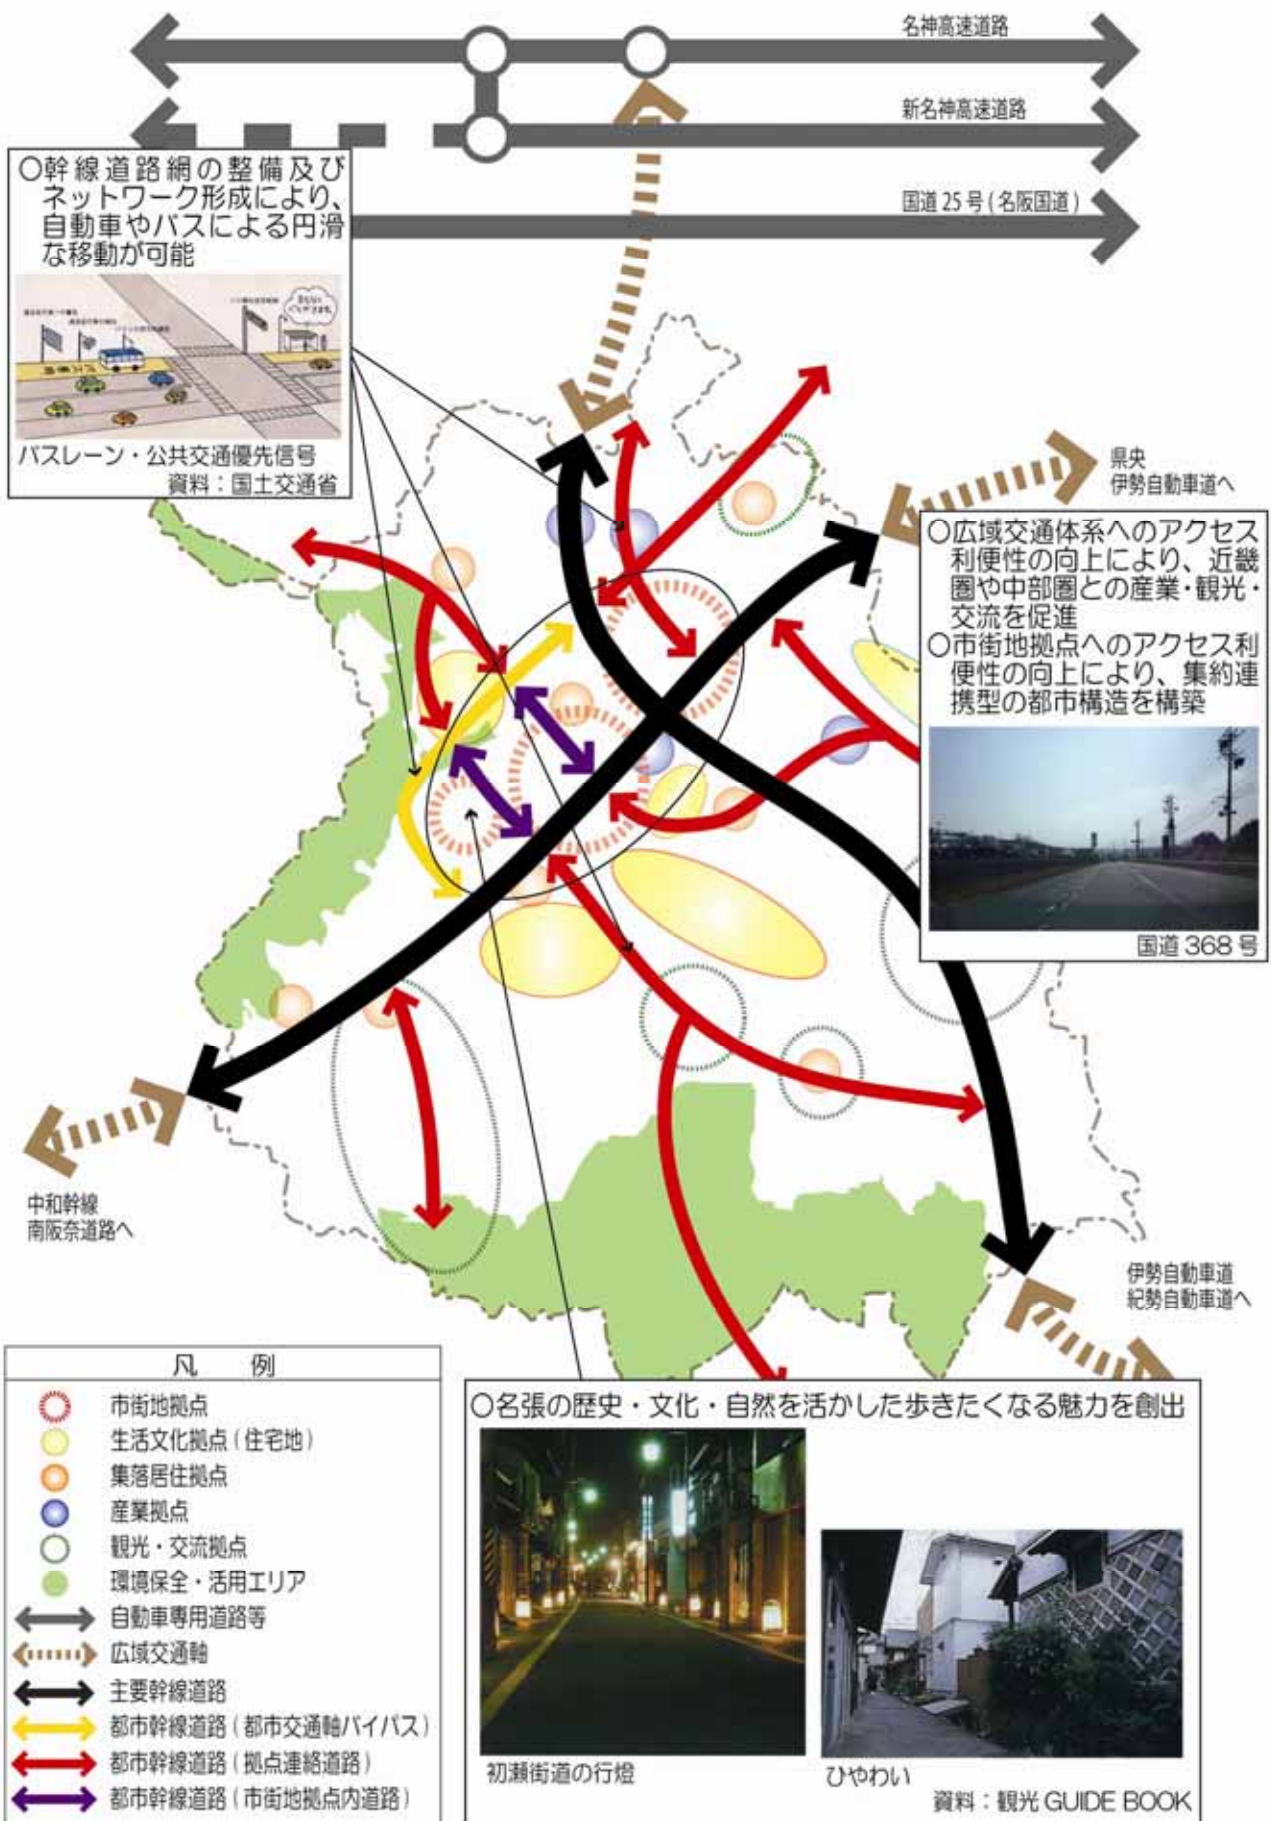 名神高速道路
新名神高速道路
国道25号(名阪国道)
○幹線道路網の整備及び
ネットワーク形成により、
自動車やバスによる円滑
な移動が可能
バスレーン・公共交通優先信号
資料：国土交通省
県央
伊勢自動車道へ
○広域交通体系へのアクセス
利便性の向上により、近畿
圏や中部圏との産業・観光・
交流を促進
○市街地拠点へのアクセス利
便性の向上により、集約連
携型の都市構造を構築
国道368号
中和幹線
南阪奈道路へ
伊勢自動車道
紀勢自動車道へ
凡例
市街地拠点
生活文化拠点(住宅地)
集落居住拠点
産業拠点
観光・交流拠点
環境保全・活用エリア
自動車専用道路等
広域交通軸
主要幹線道路
都市幹線道路(都市交通軸バイパス)
都市幹線道路(拠点連絡道路)
都市幹線道路(市街地拠点内道路)
○名張の歴史・文化・自然を活かした歩きたくなる魅力を創出
初瀬街道の行燈
ひやわい
資料：観光 GUIDE BOOK